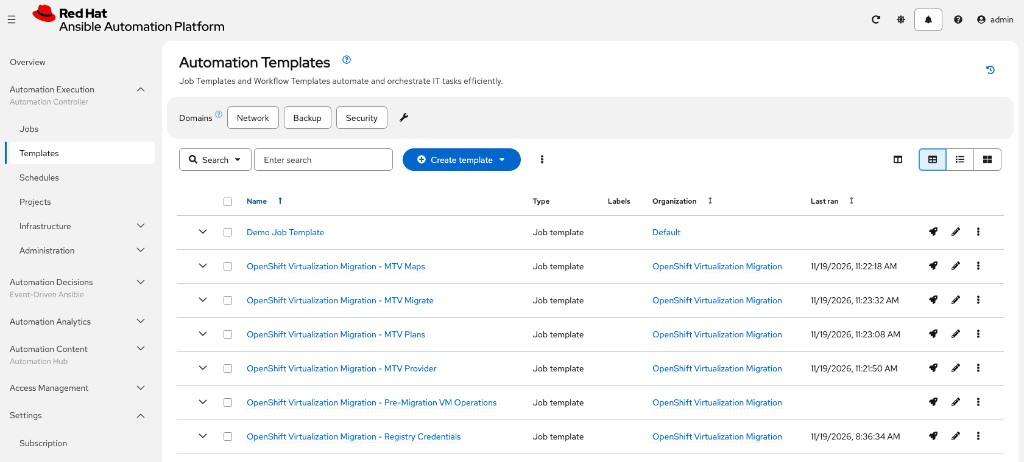 Red Hat
Ansible Automation Platform
admin
Overview
Automation Execution
Automation Controller
Jobs
Templates
Schedules
Projects
Infrastructure
Administration
Automation Decisions
Event-Driven Ansible
Automation Analytics
Automation Content
Automation Hub
Access Management
Settings
Subscription
Automation Templates
Job Templates and Workflow Templates automate and orchestrate IT tasks efficiently.
Domains Network Backup Security
Search Enter search Create template
Name Type Labels Organization Last ran
Demo Job Template Job template Default
OpenShift Virtualization Migration - MTV Maps Job template OpenShift Virtualization Migration 11/19/2026, 11:22:18 AM
OpenShift Virtualization Migration - MTV Migrate Job template OpenShift Virtualization Migration 11/19/2026, 11:23:32 AM
OpenShift Virtualization Migration - MTV Plans Job template OpenShift Virtualization Migration 11/19/2026, 11:23:08 AM
OpenShift Virtualization Migration - MTV Provider Job template OpenShift Virtualization Migration 11/19/2026, 11:21:50 AM
OpenShift Virtualization Migration - Pre-Migration VM Operations Job template OpenShift Virtualization Migration
OpenShift Virtualization Migration - Registry Credentials Job template OpenShift Virtualization Migration 11/19/2026, 8:36:34 AM